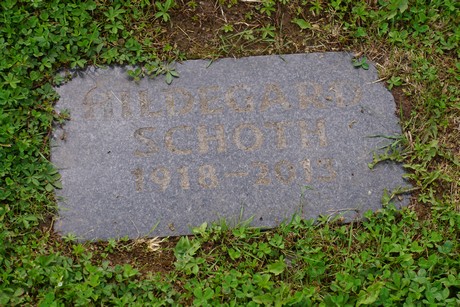 HILDEGARD
SCHOTH
1918 - 2013